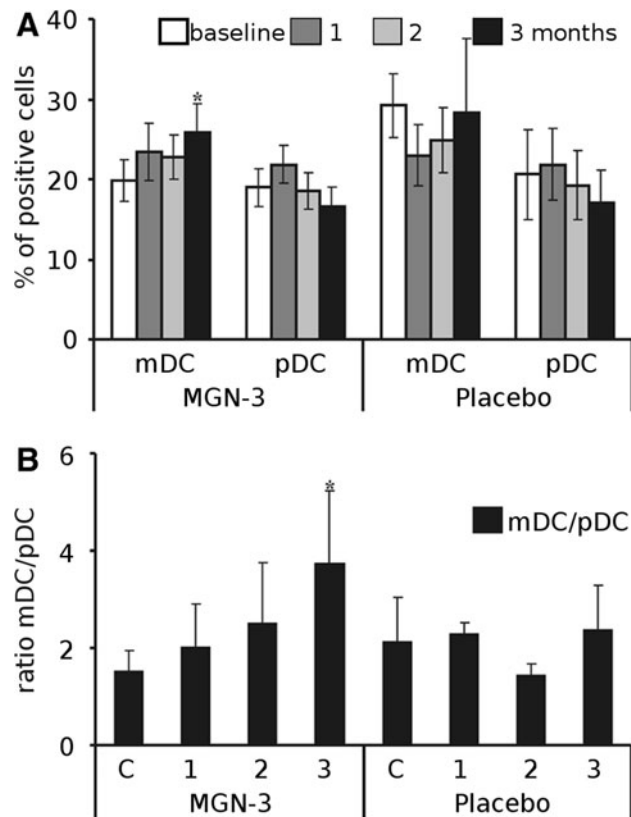 A
% of positive cells
40
30
20
10
0
baseline 1 2 3 months
*
mDC pDC mDC pDC
MGN-3 Placebo
B
ratio mDC/pDC
6
4
2
0
*
mDC/pDC
C 1 2 3 C 1 2 3
MGN-3 Placebo